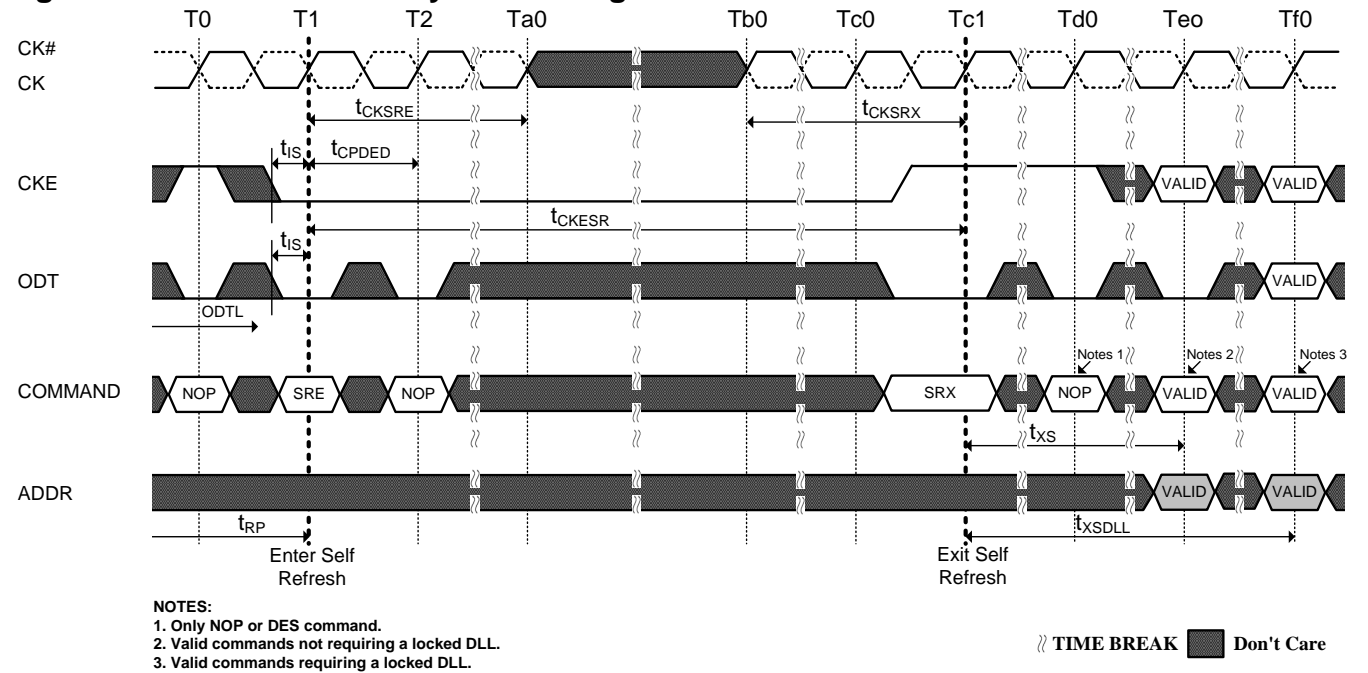 T0 T1 T2 Ta0 Tb0 Tc0 Tc1 Td0 Teo Tf0
CK#
CK
tCKSRE tCKSRX
tIS tCPDED
CKE VALID VALID
tCKESR
tIS
ODT VALID
ODTL
Notes 1 Notes 2 Notes 3
COMMAND NOP SRE NOP SRX NOP VALID VALID
tXS
ADDR VALID VALID
tRP tXSDLL
Enter Self Exit Self
Refresh Refresh
NOTES:
1. Only NOP or DES command.
2. Valid commands not requiring a locked DLL.
3. Valid commands requiring a locked DLL.
TIME BREAK Don't Care